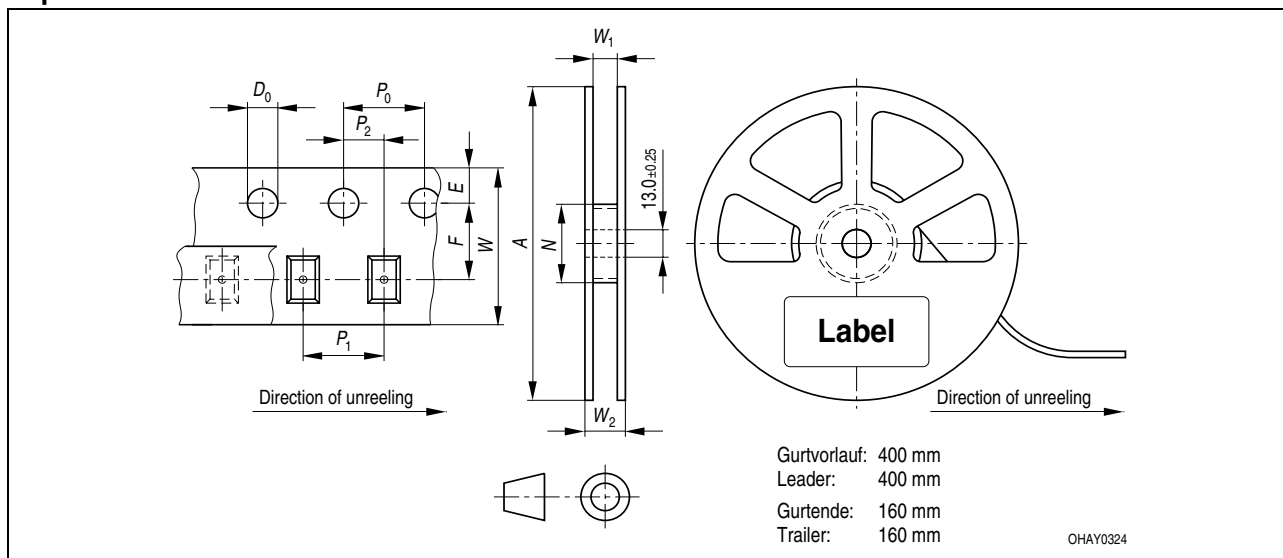 W1
D0
P0
P2
E
F
W
A
N
13.0±0.25
P1
W2
Label
Direction of unreeling
Direction of unreeling
Gurtvorlauf: 400 mm
Leader: 400 mm
Gurtende: 160 mm
Trailer: 160 mm
OHAY0324